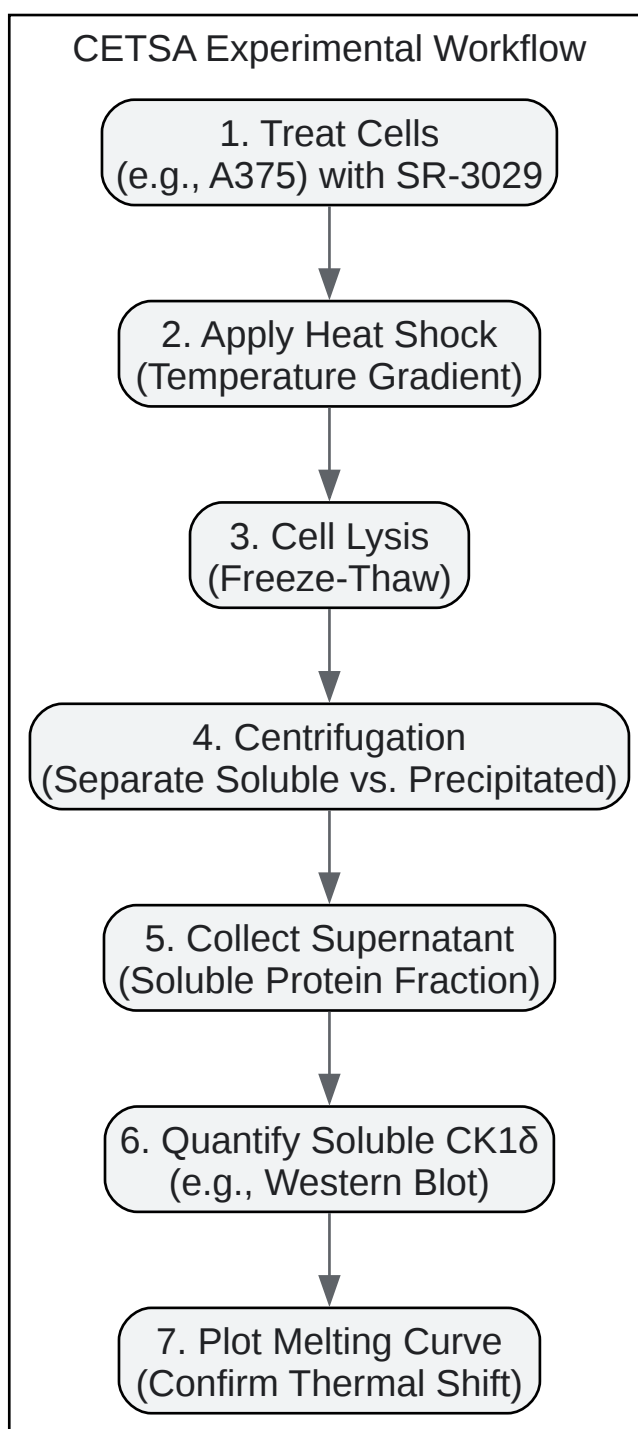 CETSA Experimental Workflow
1. Treat Cells
(e.g., A375) with SR-3029
2. Apply Heat Shock
(Temperature Gradient)
3. Cell Lysis
(Freeze-Thaw)
4. Centrifugation
(Separate Soluble vs. Precipitated)
5. Collect Supernatant
(Soluble Protein Fraction)
6. Quantify Soluble CK1δ
(e.g., Western Blot)
7. Plot Melting Curve
(Confirm Thermal Shift)